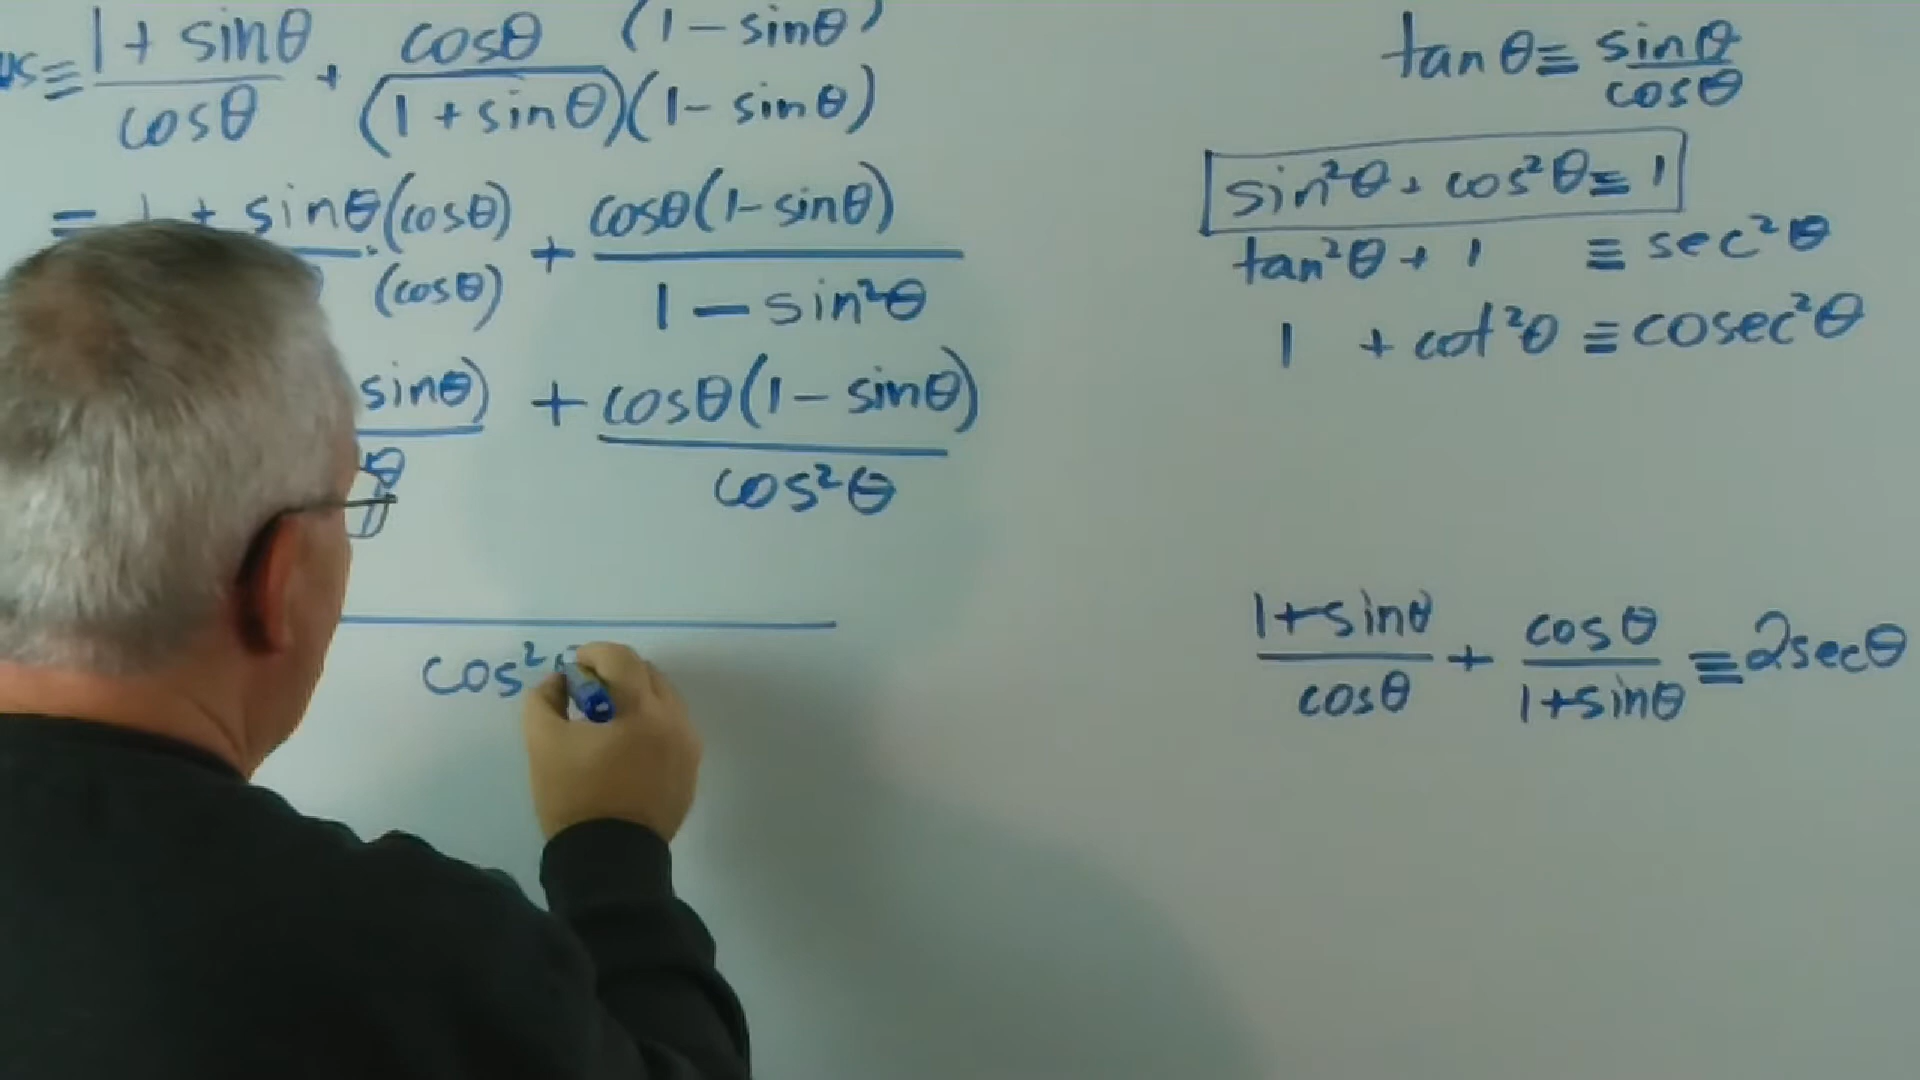 ≡ 1 + sinθ / cosθ + cosθ (1 - sinθ) / (1 + sinθ)(1 - sinθ)
= 1 + sinθ (cosθ) / (cosθ) + cosθ(1 - sinθ) / 1 - sin²θ
sinθ) / θ + cosθ(1 - sinθ) / cos²θ
cos²
tanθ ≡ sinθ / cosθ
sin²θ + cos²θ ≡ 1
tan²θ + 1 ≡ sec²θ
1 + cot²θ ≡ cosec²θ
1+sinθ / cosθ + cosθ / 1+sinθ ≡ 2secθ